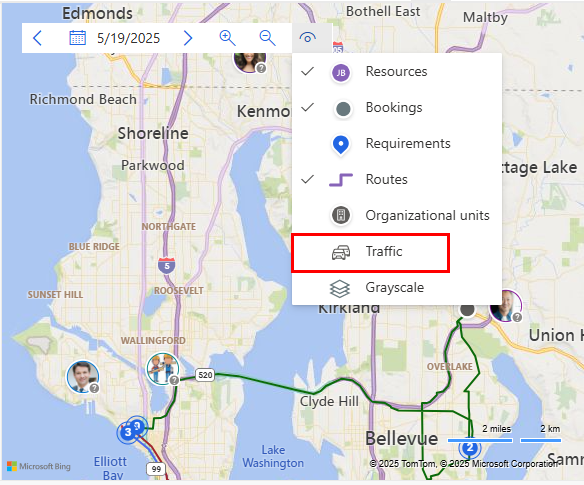 Edmonds
Bothell East
Maltby
5/19/2025
Resources
JB
Bookings
Requirements
Routes
Organizational units
Traffic
Grayscale
Richmond Beach
Kenmo
Shoreline
Parkwood
ttage Lake
NORTHGATE
BLUE RIDGE
5
SUNSET HILL
ROOSEVELT
Kirkland
WALLINGFORD
Union H
OVERLAKE
520
Clyde Hill
3
Bellevue
2 miles
2 km
2
Lake
Washington
Elliott
Bay
99
Microsoft Bing
© 2025 TomTom, © 2025 Microsoft Corporation